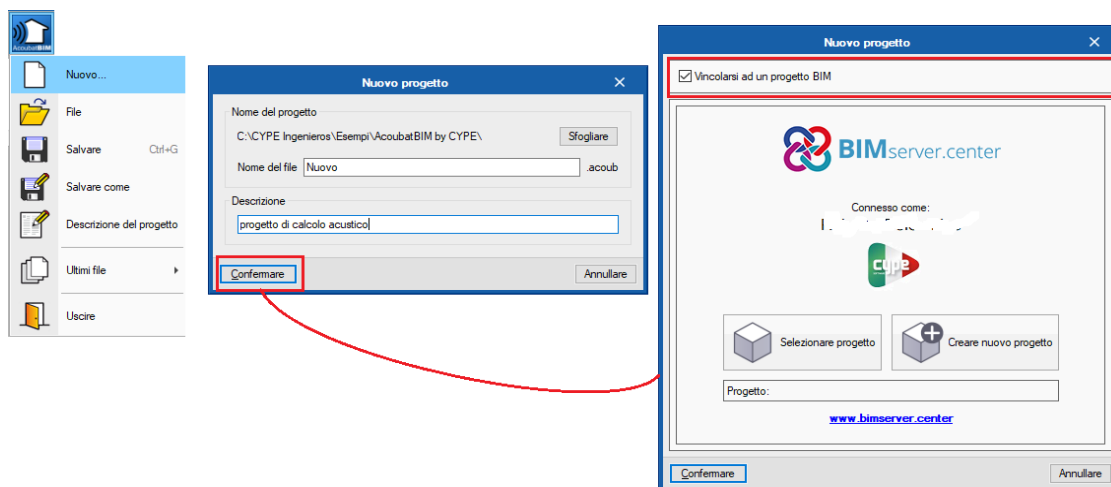 AcoubatBIM
Nuovo...
File
Salvare Ctrl+G
Salvare come
Descrizione del progetto
Ultimi file
Uscire
Nuovo progetto
Nome del progetto
C:\CYPE Ingenieros\Esempi\AcoubatBIM by CYPE\ Sfogliare
Nome del file Nuovo .acoub
Descrizione
progetto di calcolo acustico
Confermare Annullare
Nuovo progetto
Vincolarsi ad un progetto BIM
BIMserver.center
Connesso come:
cype
Selezionare progetto Creare nuovo progetto
Progetto:
www.bimserver.center
Confermare Annullare